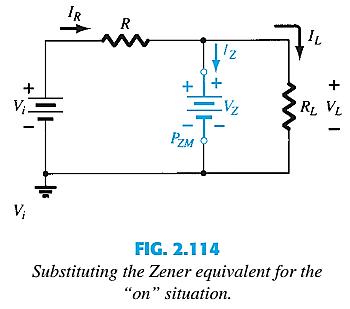 I_R
R
I_L
I_Z
+
+ +
+
V_i
V_Z
R_L V_L
−
− −
−
P_ZM
V_i
FIG. 2.114
Substituting the Zener equivalent for the
“on” situation.